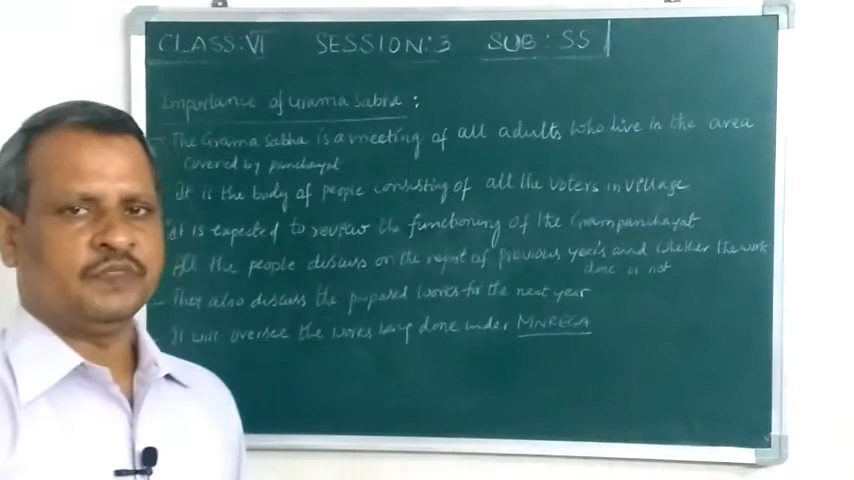 CLASS: VI SESSION: 3 SUB: SS
Importance of Grama Sabha :
- The Grama Sabha is a meeting of all adults who live in the area
covered by panchayat
It is the body of people consisting of all the voters in village
It is expected to review the functioning of the Grampanchayat
All the people discuss on the report of previous year's and whether the work
done or not
- They also discuss the proposed works for the next year
- It will oversee the works being done under MNREGA